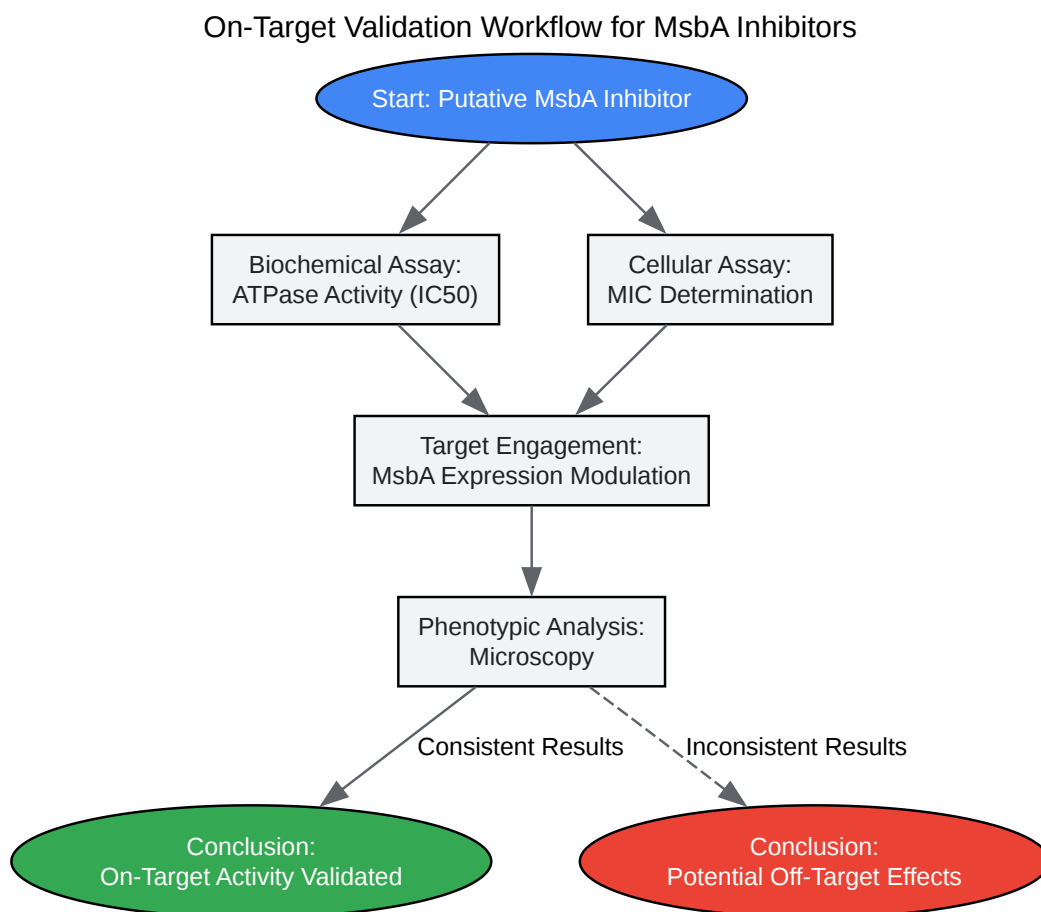 On-Target Validation Workflow for MsbA Inhibitors
Start: Putative MsbA Inhibitor
Biochemical Assay:
ATPase Activity (IC50)
Cellular Assay:
MIC Determination
Target Engagement:
MsbA Expression Modulation
Phenotypic Analysis:
Microscopy
Consistent Results
Inconsistent Results
Conclusion:
On-Target Activity Validated
Conclusion:
Potential Off-Target Effects